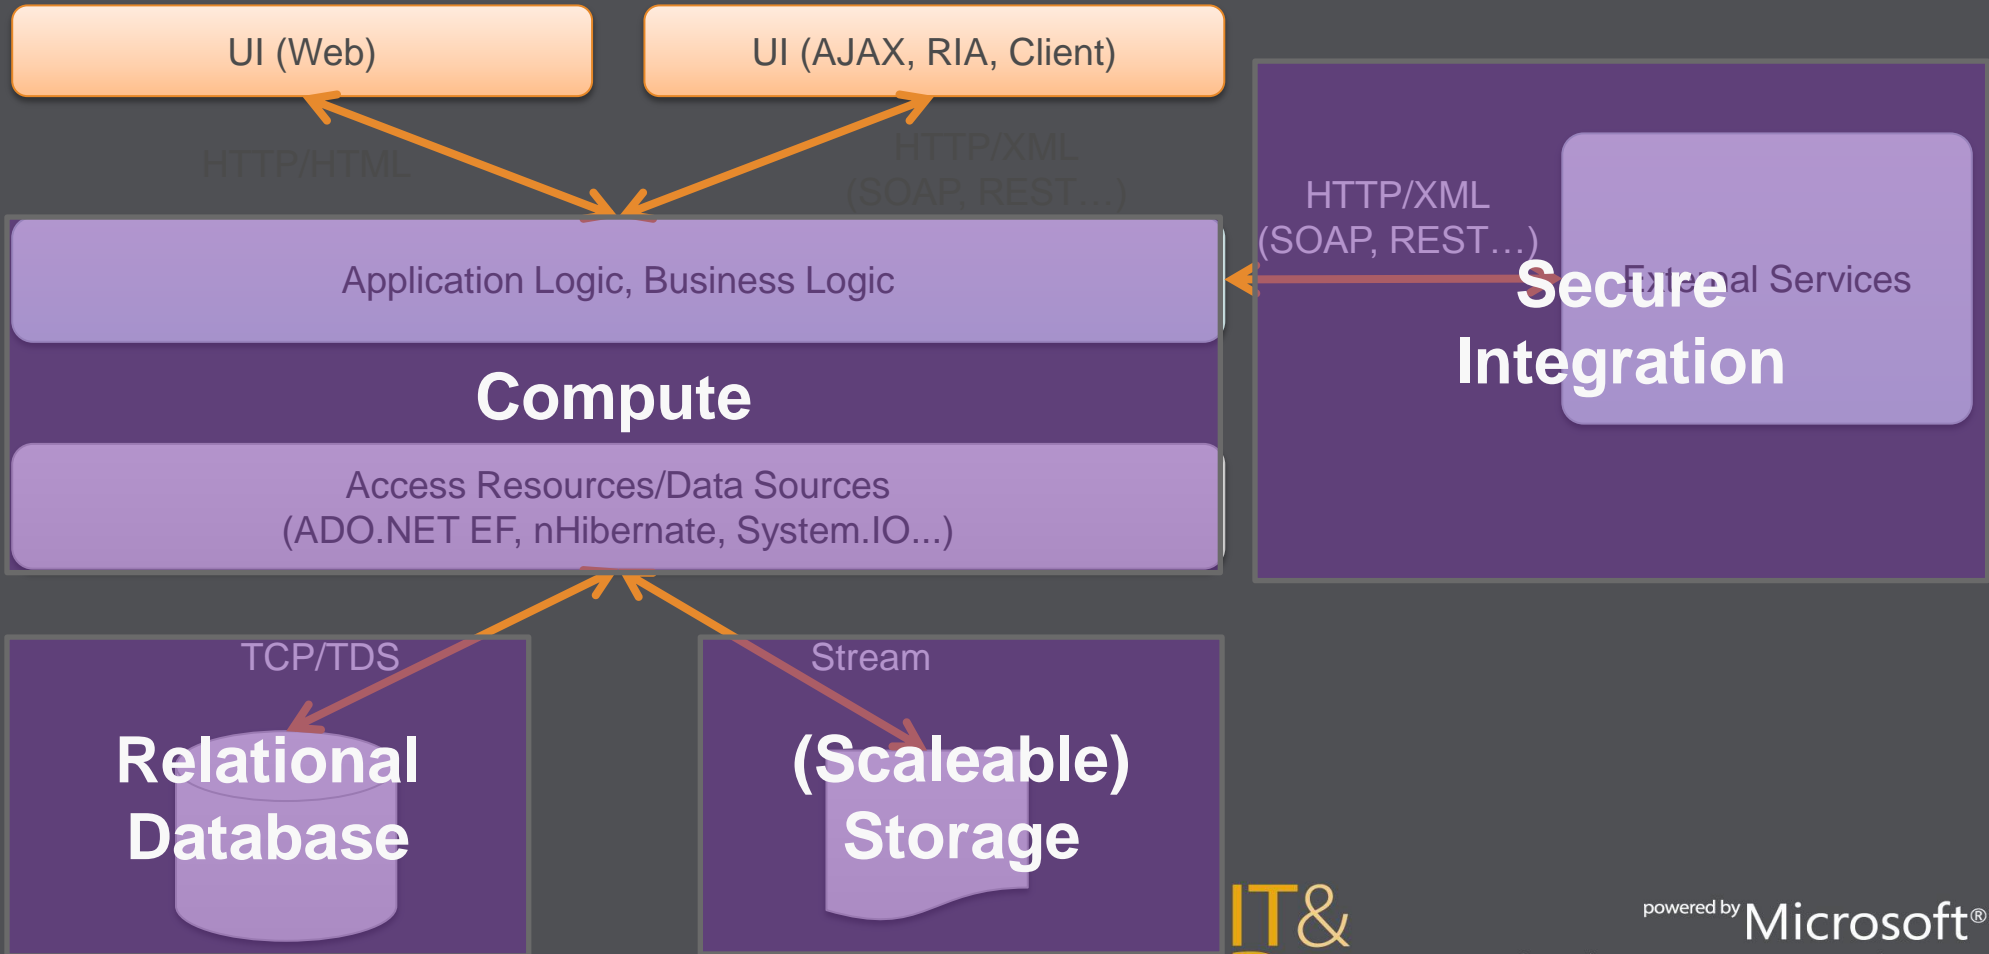 UI (Web)
UI (AJAX, RIA, Client)
HTTP/HTML
HTTP/XML
(SOAP, REST…)
HTTP/XML
(SOAP, REST…)
External Services
Secure
Integration
Application Logic, Business Logic
Compute
Access Resources/Data Sources
(ADO.NET EF, nHibernate, System.IO...)
TCP/TDS
Relational
Database
Stream
(Scaleable)
Storage
IT&
powered by Microsoft®